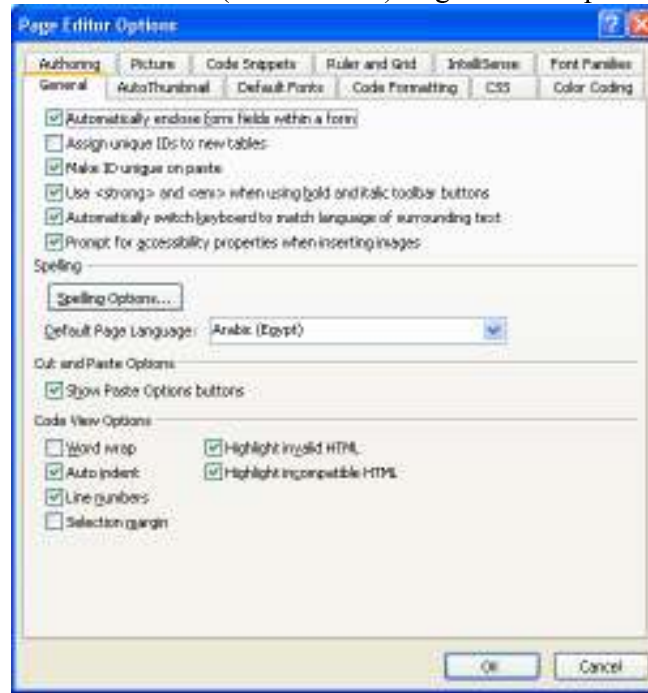 Page Editor Options
Authoring Picture Code Snippets Ruler and Grid IntelliSense Font Families
General AutoThumbnail Default Fonts Code Formatting CSS Color Coding
Automatically enclose form fields within a form
Assign unique IDs to new tables
Make ID unique on paste
Use <strong> and <em> when using bold and italic toolbar buttons
Automatically switch keyboard to match language of surrounding text
Prompt for accessibility properties when inserting images
Spelling
Spelling Options...
Default Page Language: Arabic (Egypt)
Cut and Paste Options
Show Paste Options buttons
Code View Options
Word wrap Highlight invalid HTML
Auto indent Highlight incompatible HTML
Line numbers
Selection margin
OK Cancel